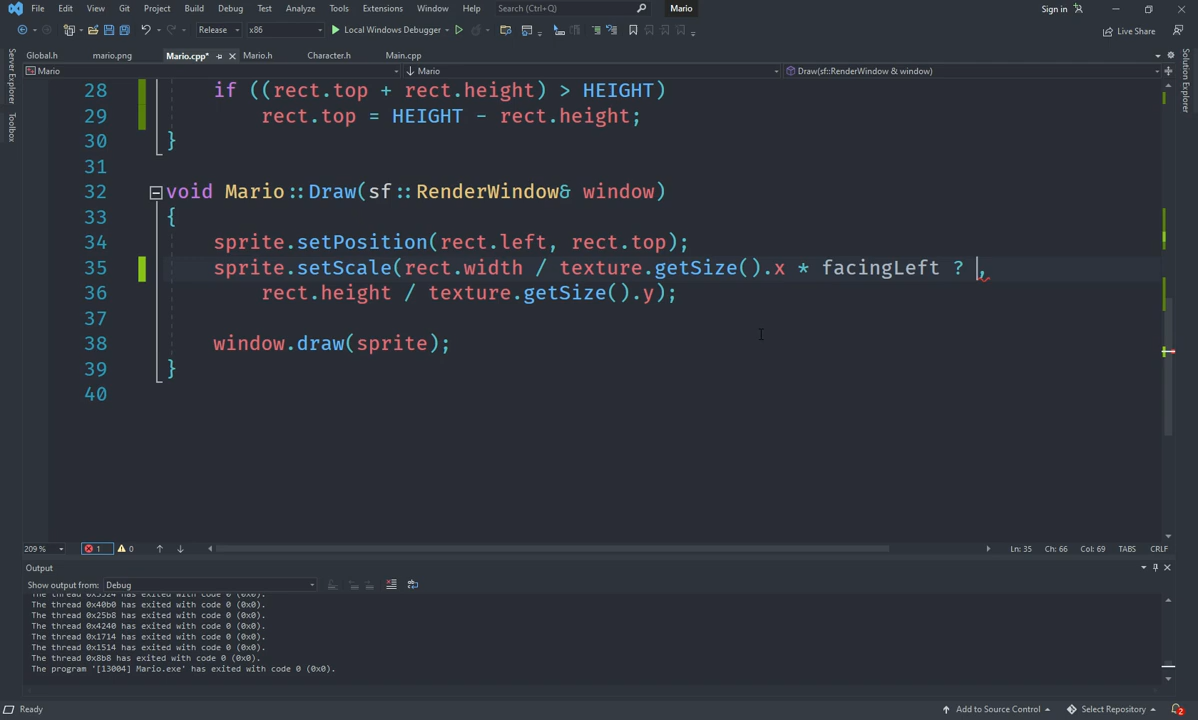 File Edit View Git Project Build Debug Test Analyze Tools Extensions Window Help Search (Ctrl+Q) Mario Sign in
Release x86 Local Windows Debugger Live Share
Global.h mario.png Mario.cpp* Mario.h Character.h Main.cpp
Mario Mario Draw(sf::RenderWindow & window)
Server Explorer
Toolbox
Solution Explorer
28 if ((rect.top + rect.height) > HEIGHT)
29 rect.top = HEIGHT - rect.height;
30 }
31
32 void Mario::Draw(sf::RenderWindow& window)
33 {
34 sprite.setPosition(rect.left, rect.top);
35 sprite.setScale(rect.width / texture.getSize().x * facingLeft ? ,
36 rect.height / texture.getSize().y);
37
38 window.draw(sprite);
39 }
40
209 % 1 0 Ln: 35 Ch: 66 Col: 69 TABS CRLF
Output
Show output from: Debug
The thread 0x40b0 has exited with code 0 (0x0).
The thread 0x25b8 has exited with code 0 (0x0).
The thread 0x4240 has exited with code 0 (0x0).
The thread 0x1714 has exited with code 0 (0x0).
The thread 0x1514 has exited with code 0 (0x0).
The thread 0x8b8 has exited with code 0 (0x0).
The program '[13004] Mario.exe' has exited with code 0 (0x0).
Ready Add to Source Control Select Repository 2